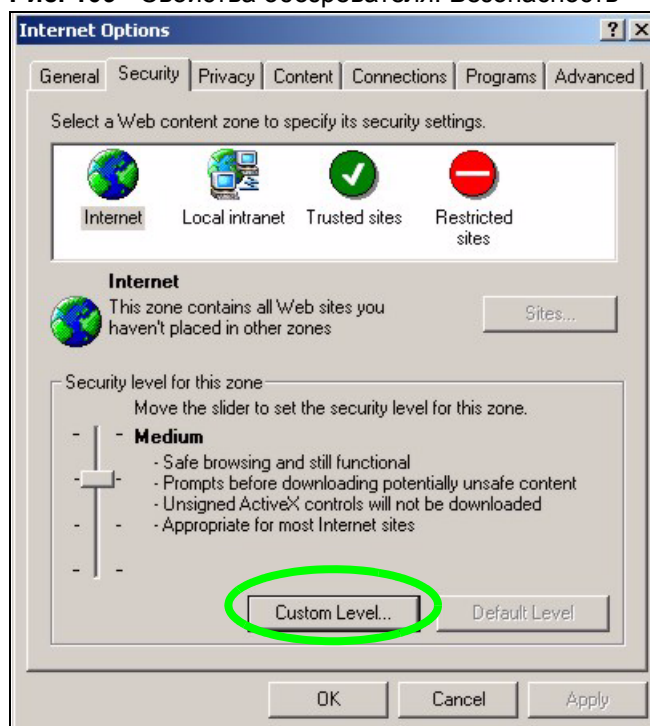 Internet Options
General Security Privacy Content Connections Programs Advanced
Select a Web content zone to specify its security settings.
Internet Local intranet Trusted sites Restricted sites
Internet
This zone contains all Web sites you
haven't placed in other zones
Sites...
Security level for this zone
Move the slider to set the security level for this zone.
Medium
- Safe browsing and still functional
- Prompts before downloading potentially unsafe content
- Unsigned ActiveX controls will not be downloaded
- Appropriate for most Internet sites
Custom Level... Default Level
OK Cancel Apply